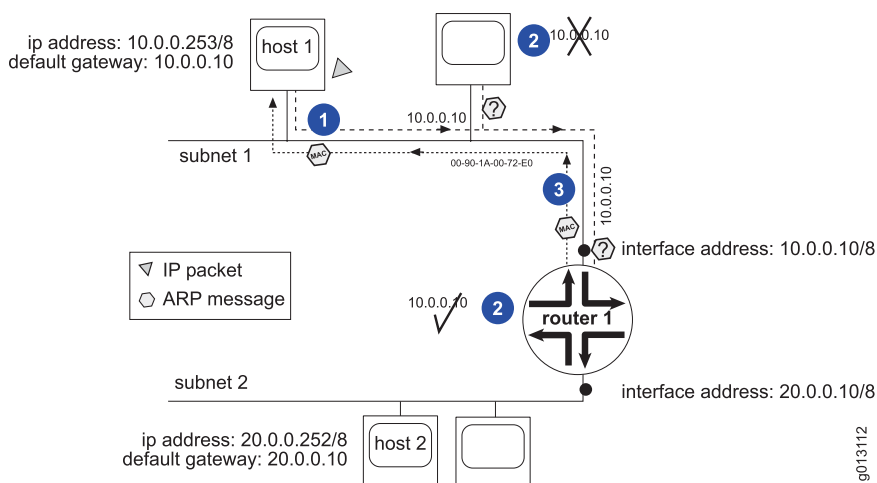 ip address: 10.0.0.253/8
default gateway: 10.0.0.10
host 1
2
10.0.0.10
1
10.0.0.10
?
subnet 1
MAC
00-90-1A-00-72-E0
3
10.0.0.10
MAC
?
interface address: 10.0.0.10/8
IP packet
ARP message
10.0.0.10
2
router 1
subnet 2
interface address: 20.0.0.10/8
ip address: 20.0.0.252/8
default gateway: 20.0.0.10
host 2
g013112